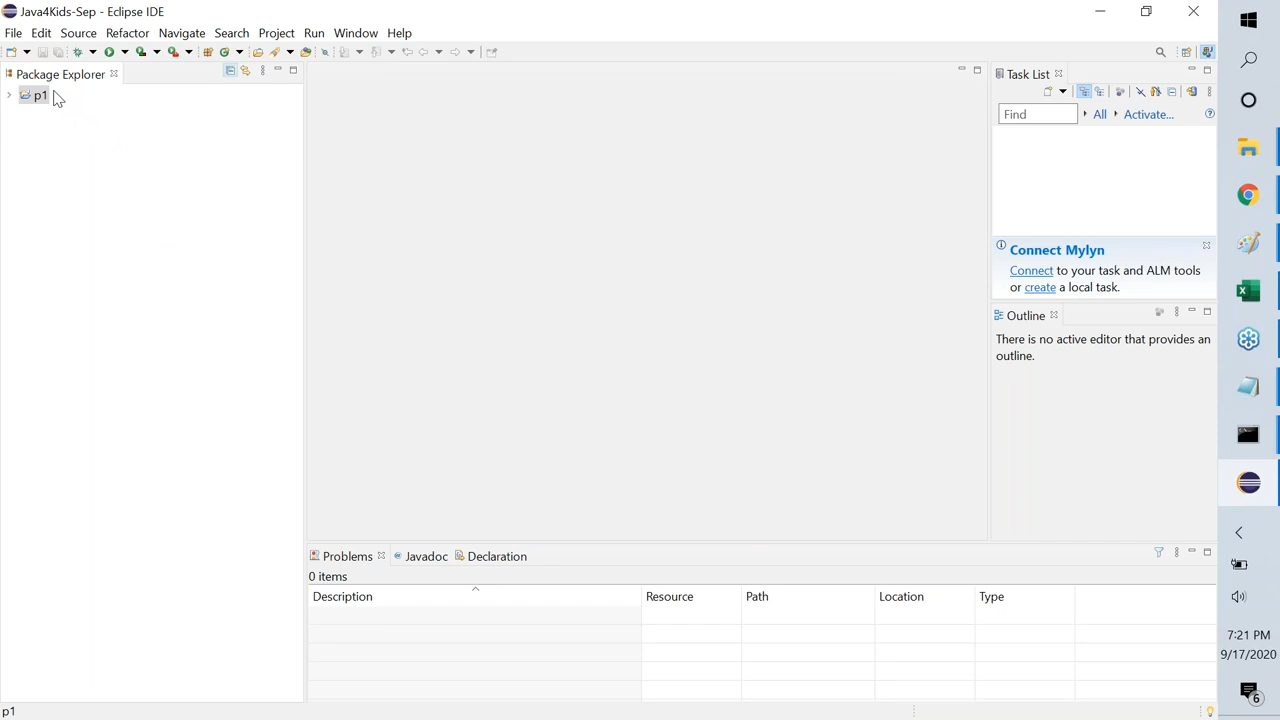 Java4Kids-Sep - Eclipse IDE
File Edit Source Refactor Navigate Search Project Run Window Help
Package Explorer
p1
Task List
Find
All
Activate...
Connect Mylyn
Connect to your task and ALM tools
or create a local task.
Outline
There is no active editor that provides an
outline.
Problems
Javadoc
Declaration
0 items
Description Resource Path Location Type
p1
7:21 PM
9/17/2020
6